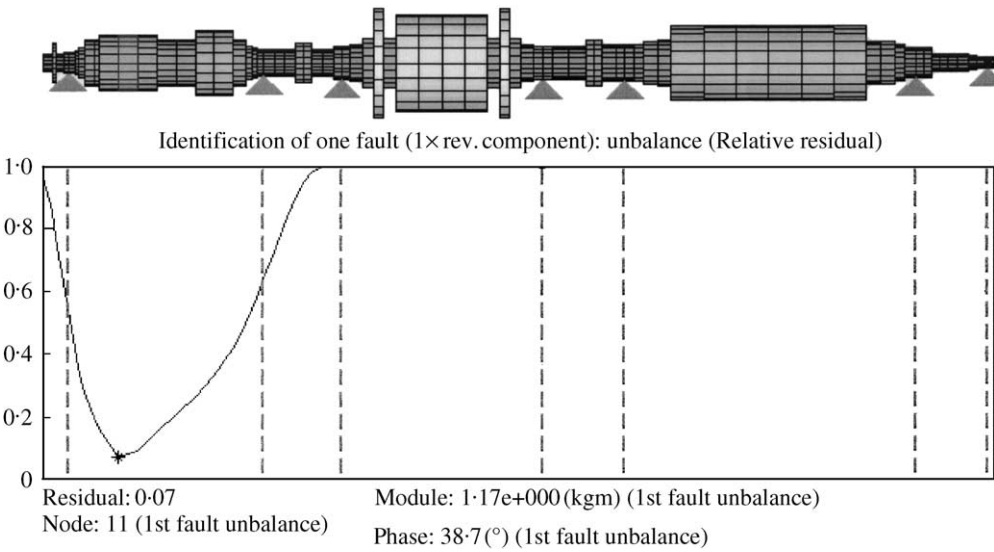 Identification of one fault (1× rev. component): unbalance (Relative residual)
1·0
0·8
0·6
0·4
0·2
0
Residual: 0·07
Node: 11 (1st fault unbalance)
Module: 1·17e+000 (kgm) (1st fault unbalance)
Phase: 38·7 (°) (1st fault unbalance)